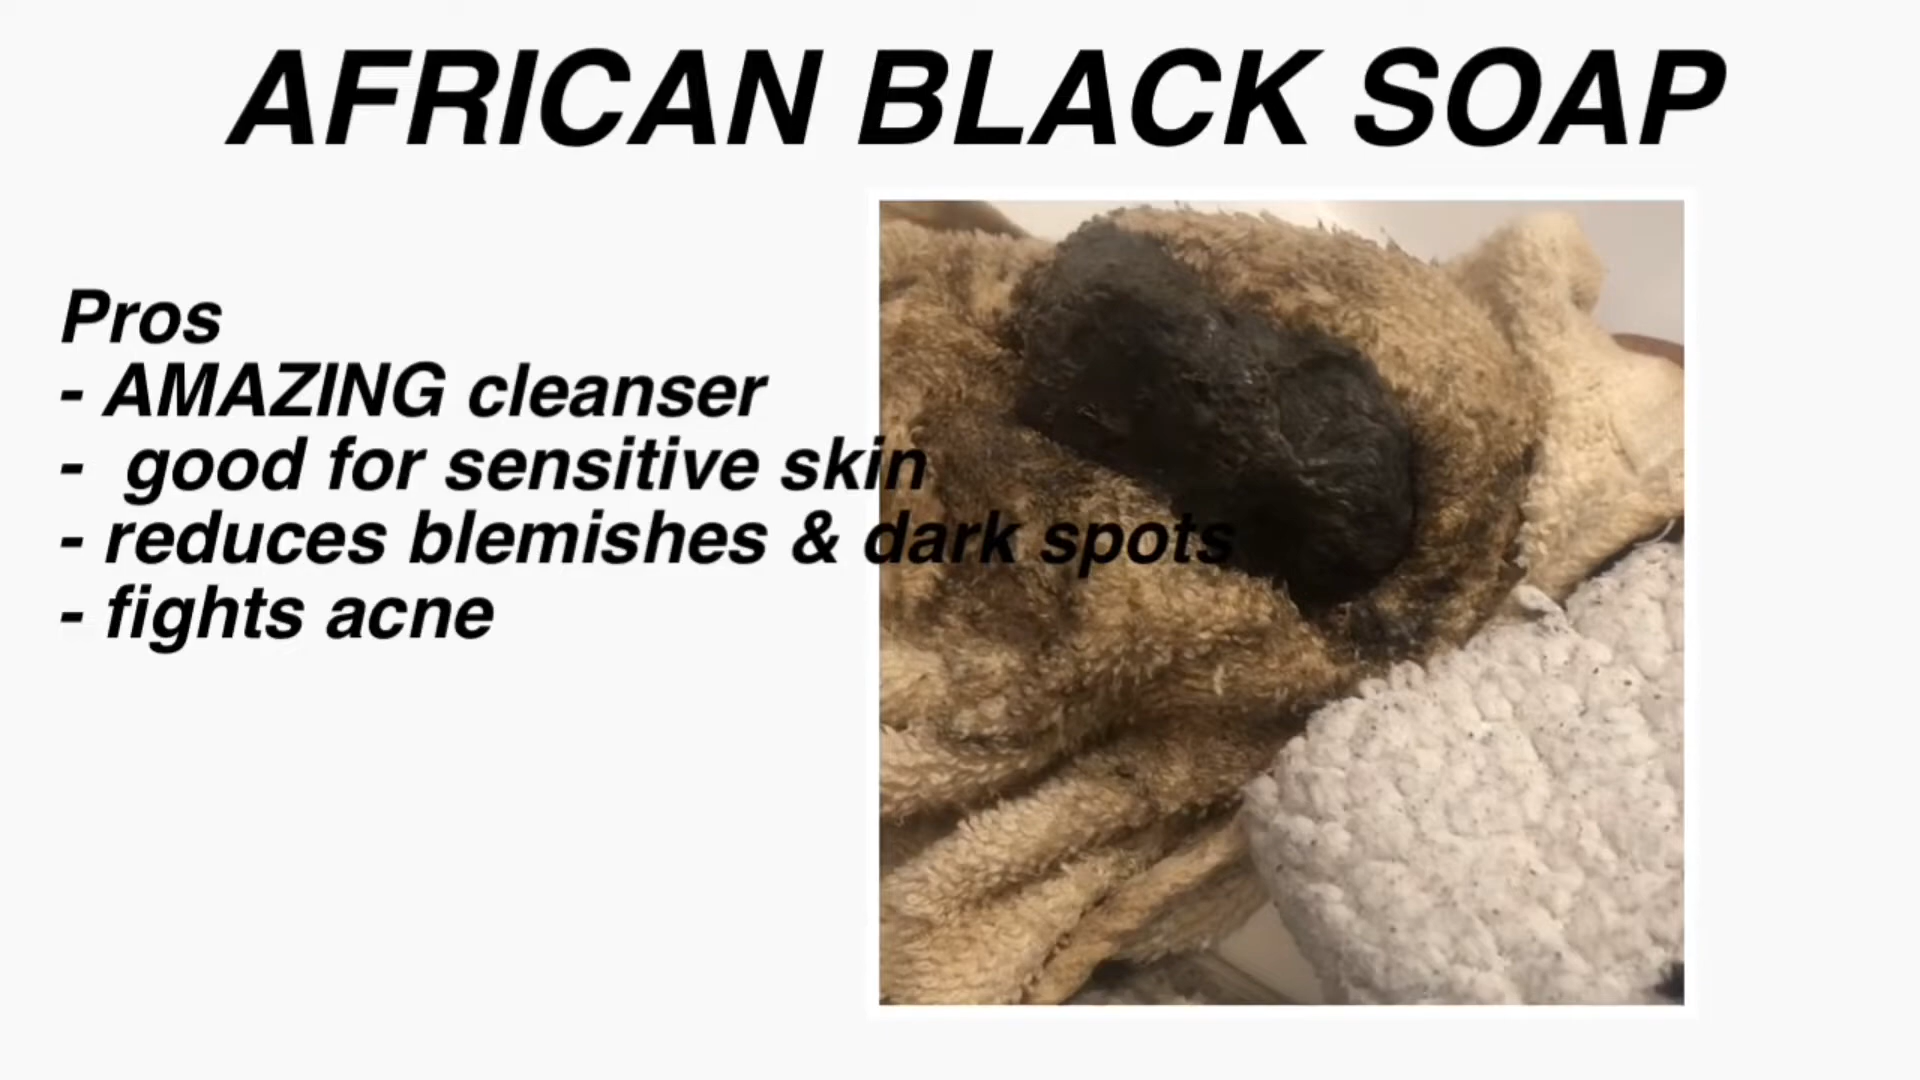 AFRICAN BLACK SOAP
Pros
- AMAZING cleanser
-  good for sensitive skin
- reduces blemishes & dark spots
- fights acne